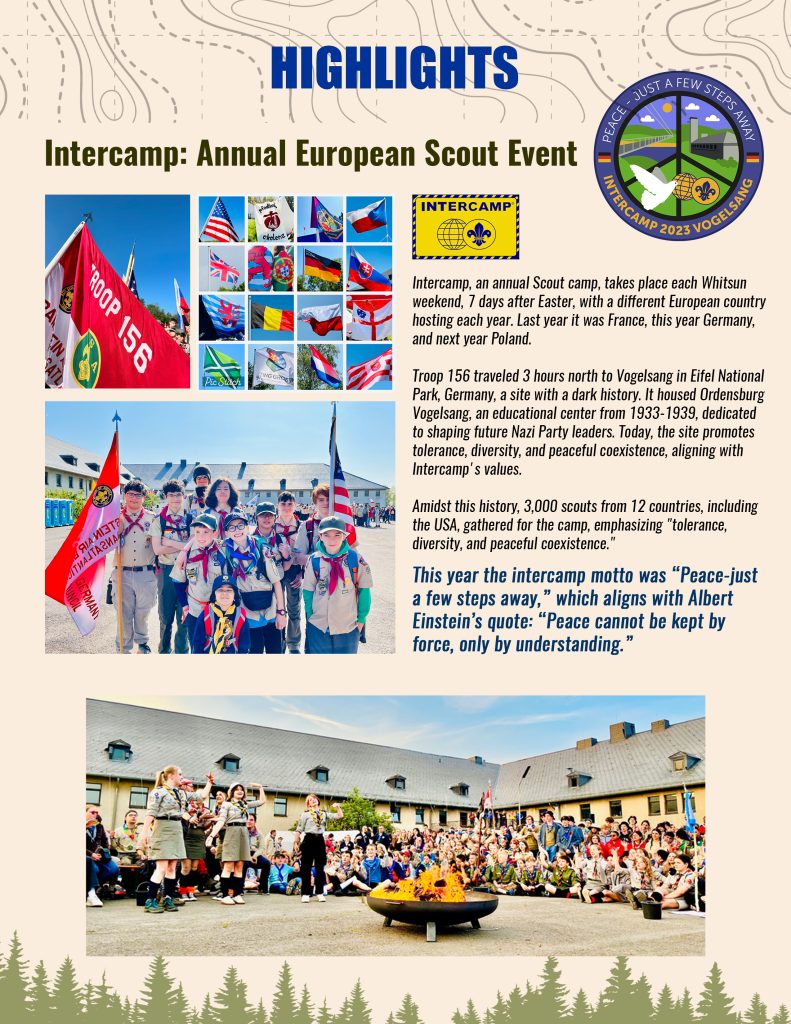 HIGHLIGHTS
Intercamp: Annual European Scout Event
PEACE - JUST A FEW STEPS AWAY
INTERCAMP 2023 VOGELSANG
INTERCAMP
TROOP 156
Pic Stitch
Intercamp, an annual Scout camp, takes place each Whitsun
weekend, 7 days after Easter, with a different European country
hosting each year. Last year it was France, this year Germany,
and next year Poland.
Troop 156 traveled 3 hours north to Vogelsang in Eifel National
Park, Germany, a site with a dark history. It housed Ordensburg
Vogelsang, an educational center from 1933-1939, dedicated
to shaping future Nazi Party leaders. Today, the site promotes
tolerance, diversity, and peaceful coexistence, aligning with
Intercamp's values.
Amidst this history, 3,000 scouts from 12 countries, including
the USA, gathered for the camp, emphasizing "tolerance,
diversity, and peaceful coexistence."
This year the intercamp motto was “Peace-just
a few steps away,” which aligns with Albert
Einstein’s quote: “Peace cannot be kept by
force, only by understanding.”